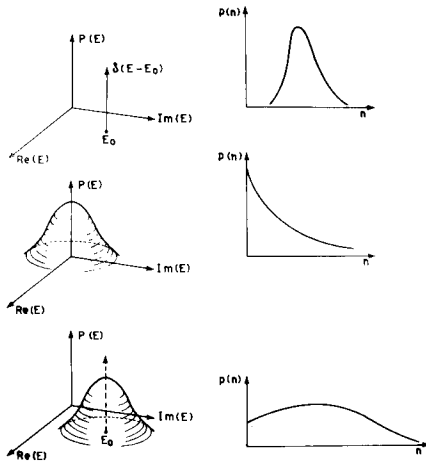 P(E)
δ(E-E₀)
Im(E)
E₀
Re(E)
p(n)
n
P(E)
Im(E)
Re(E)
p(n)
n
P(E)
Im(E)
E₀
Re(E)
p(n)
n